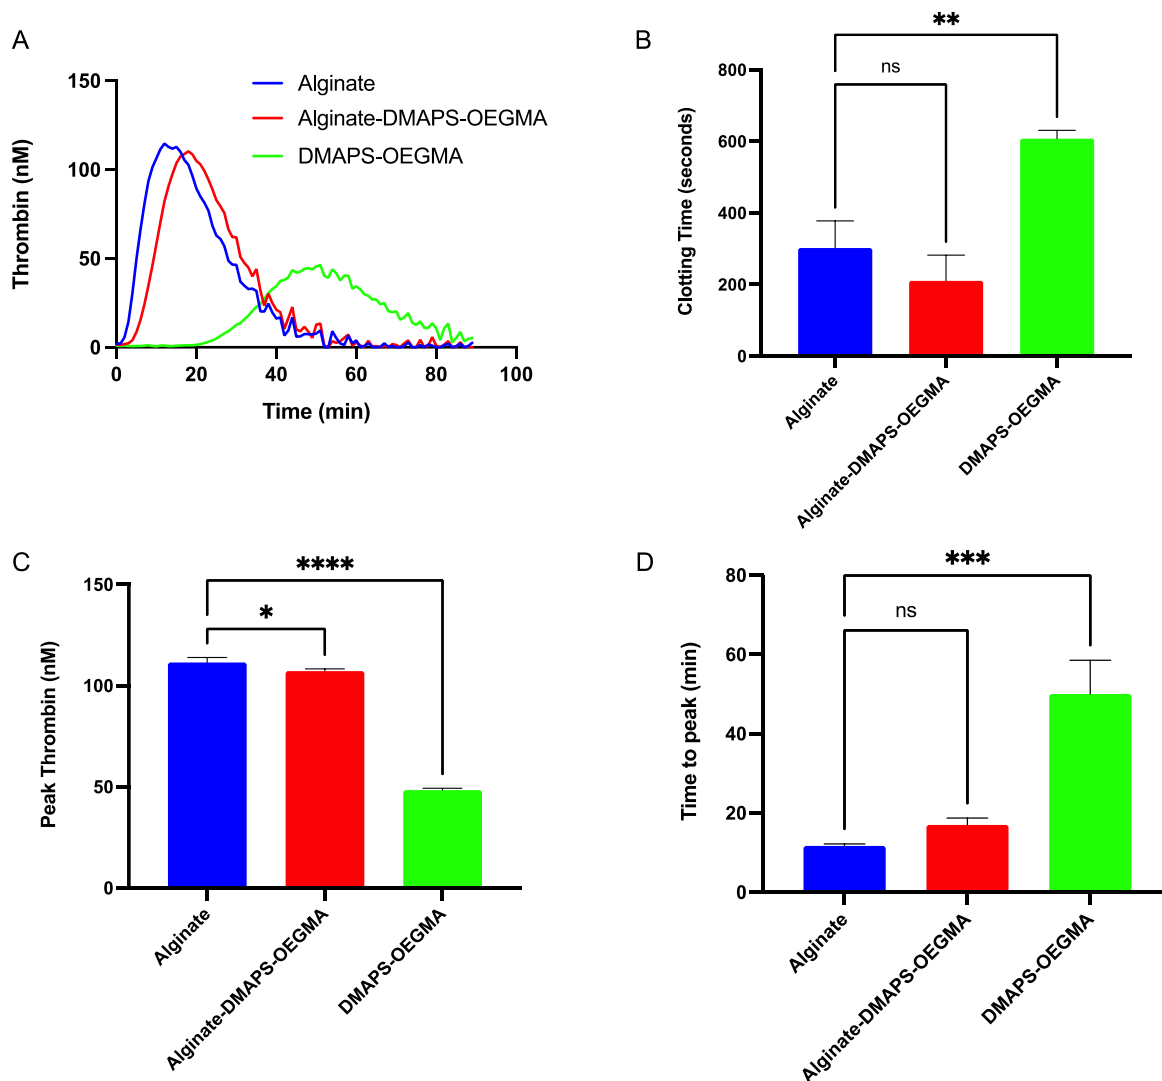 A
Thrombin (nM)
150
100
50
0
0 20 40 60 80 100
Time (min)
Alginate
Alginate-DMAPS-OEGMA
DMAPS-OEGMA
B
**
ns
Clotting Time (seconds)
800
600
400
200
0
Alginate
Alginate-DMAPS-OEGMA
DMAPS-OEGMA
C
****
*
Peak Thrombin (nM)
150
100
50
0
Alginate
Alginate-DMAPS-OEGMA
DMAPS-OEGMA
D
***
ns
Time to peak (min)
80
60
40
20
0
Alginate
Alginate-DMAPS-OEGMA
DMAPS-OEGMA